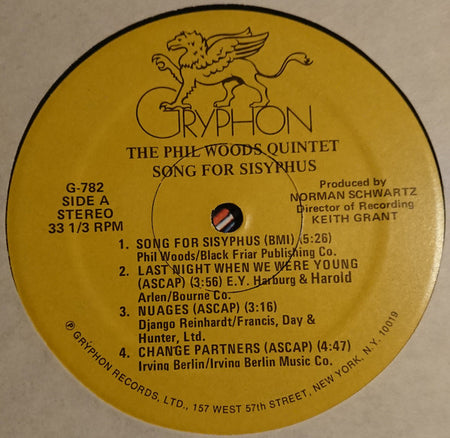 GRYPHON
THE PHIL WOODS QUINTET
SONG FOR SISYPHUS
G-782
SIDE A
STEREO
33 1/3 RPM
Produced by
NORMAN SCHWARTZ
Director of Recording
KEITH GRANT
1. SONG FOR SISYPHUS (BMI) (5:26)
Phil Woods/Black Friar Publishing Co.
2. LAST NIGHT WHEN WE WERE YOUNG
(ASCAP) (3:56) E.Y. Harburg & Harold
Arlen/Bourne Co.
3. NUAGES (ASCAP) (3:16)
Django Reinhardt/Francis, Day &
Hunter, Ltd.
4. CHANGE PARTNERS (ASCAP) (4:47)
Irving Berlin/Irving Berlin Music Co.
℗ GRYPHON RECORDS, LTD., 157 WEST 57th STREET, NEW YORK, N.Y. 10019